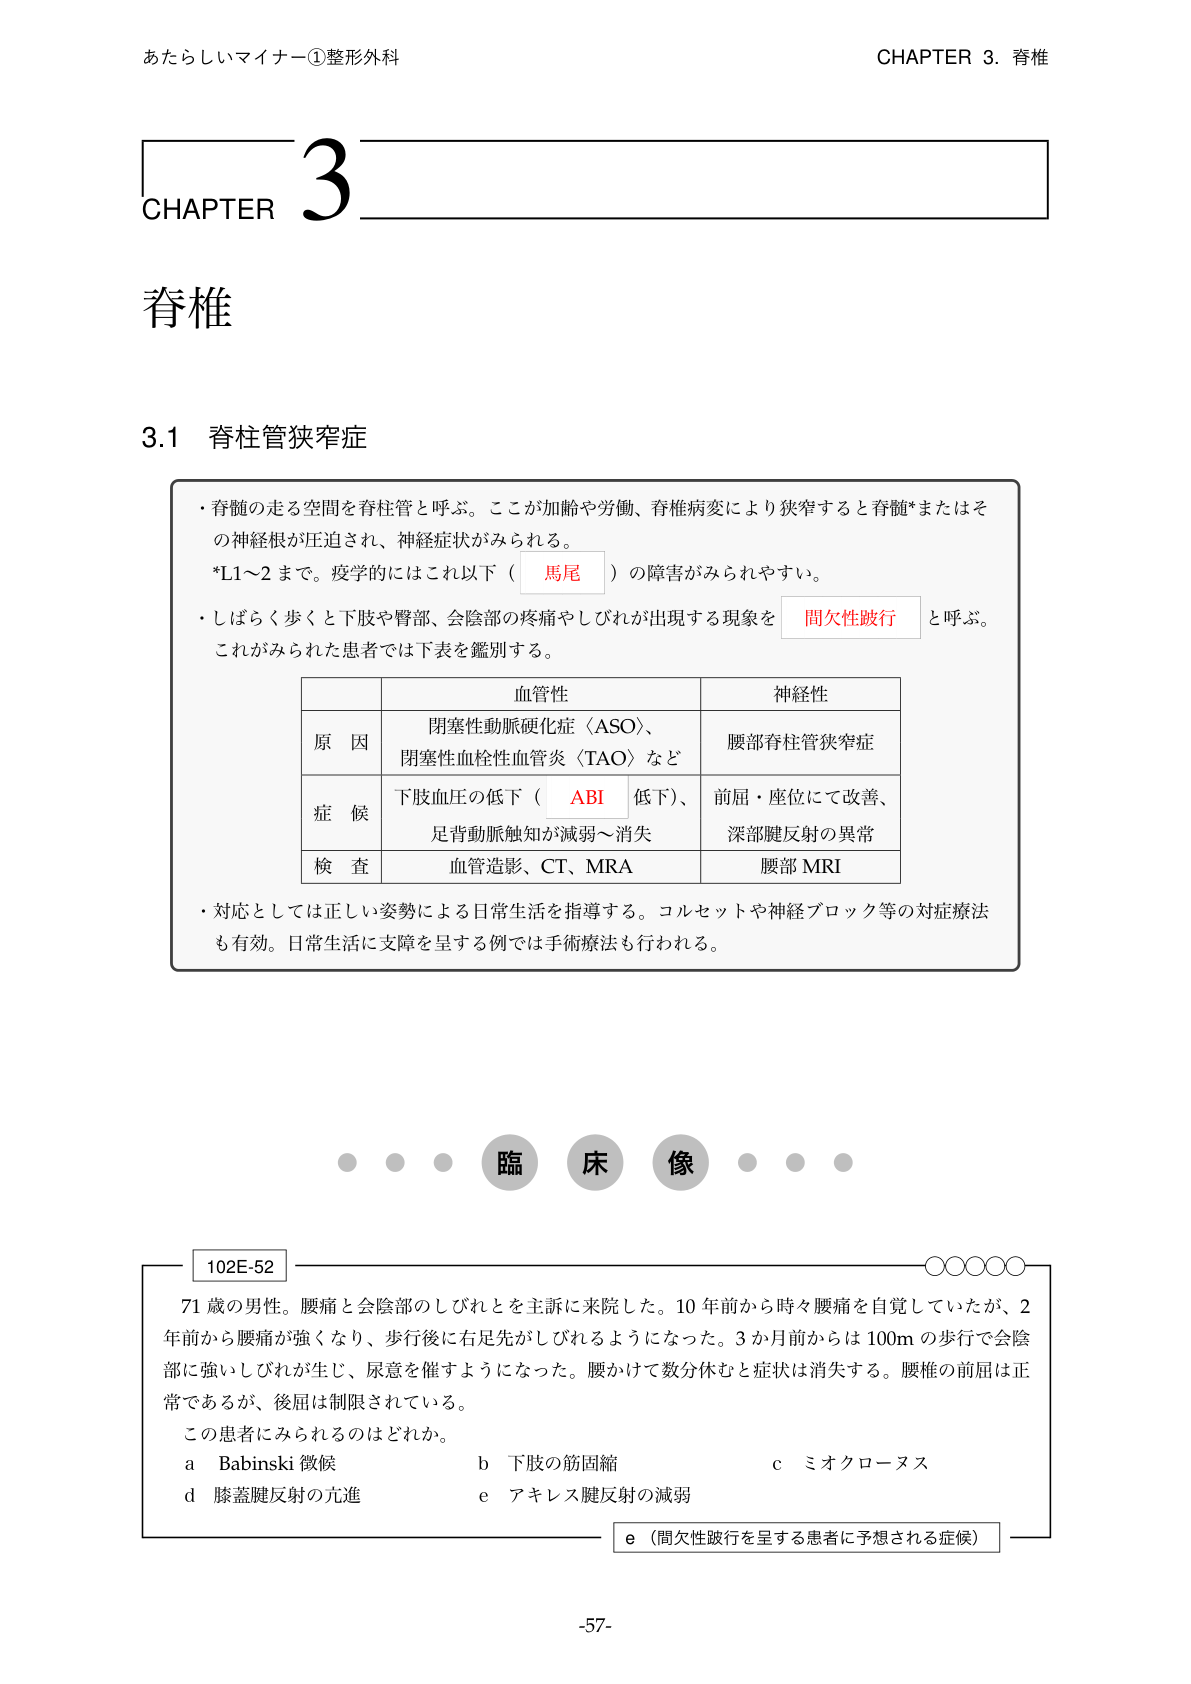 あたらしいマイナー①整形外科 CHAPTER 3. 脊椎
CHAPTER 3
脊椎
3.1 脊柱管狭窄症
・脊髄の走る空間を脊柱管と呼ぶ。ここが加齢や労働、脊椎病変により狭窄すると脊髄*またはそ
の神経根が圧迫され、神経症状がみられる。
*L1〜2 まで。疫学的にはこれ以下（ 馬尾 ）の障害がみられやすい。
・しばらく歩くと下肢や臀部、会陰部の疼痛やしびれが出現する現象を 間欠性跛行 と呼ぶ。
これがみられた患者では下表を鑑別する。
血管性 神経性
原 因 閉塞性動脈硬化症〈ASO〉、
閉塞性血栓性血管炎〈TAO〉など 腰部脊柱管狭窄症
症 候 下肢血圧の低下（ ABI 低下）、 前屈・座位にて改善、
足背動脈触知が減弱〜消失 深部腱反射の異常
検 査 血管造影、CT、MRA 腰部 MRI
・対応としては正しい姿勢による日常生活を指導する。コルセットや神経ブロック等の対症療法
も有効。日常生活に支障を呈する例では手術療法も行われる。
臨 床 像
102E-52 ○○○○○
71 歳の男性。腰痛と会陰部のしびれとを主訴に来院した。10 年前から時々腰痛を自覚していたが、2
年前から腰痛が強くなり、歩行後に右足先がしびれるようになった。3 か月前からは 100m の歩行で会陰
部に強いしびれが生じ、尿意を催すようになった。腰かけて数分休むと症状は消失する。腰椎の前屈は正
常であるが、後屈は制限されている。
この患者にみられるのはどれか。
a Babinski 徴候 b 下肢の筋固縮 c ミオクローヌス
d 膝蓋腱反射の亢進 e アキレス腱反射の減弱
e （間欠性跛行を呈する患者に予想される症候）
-57-